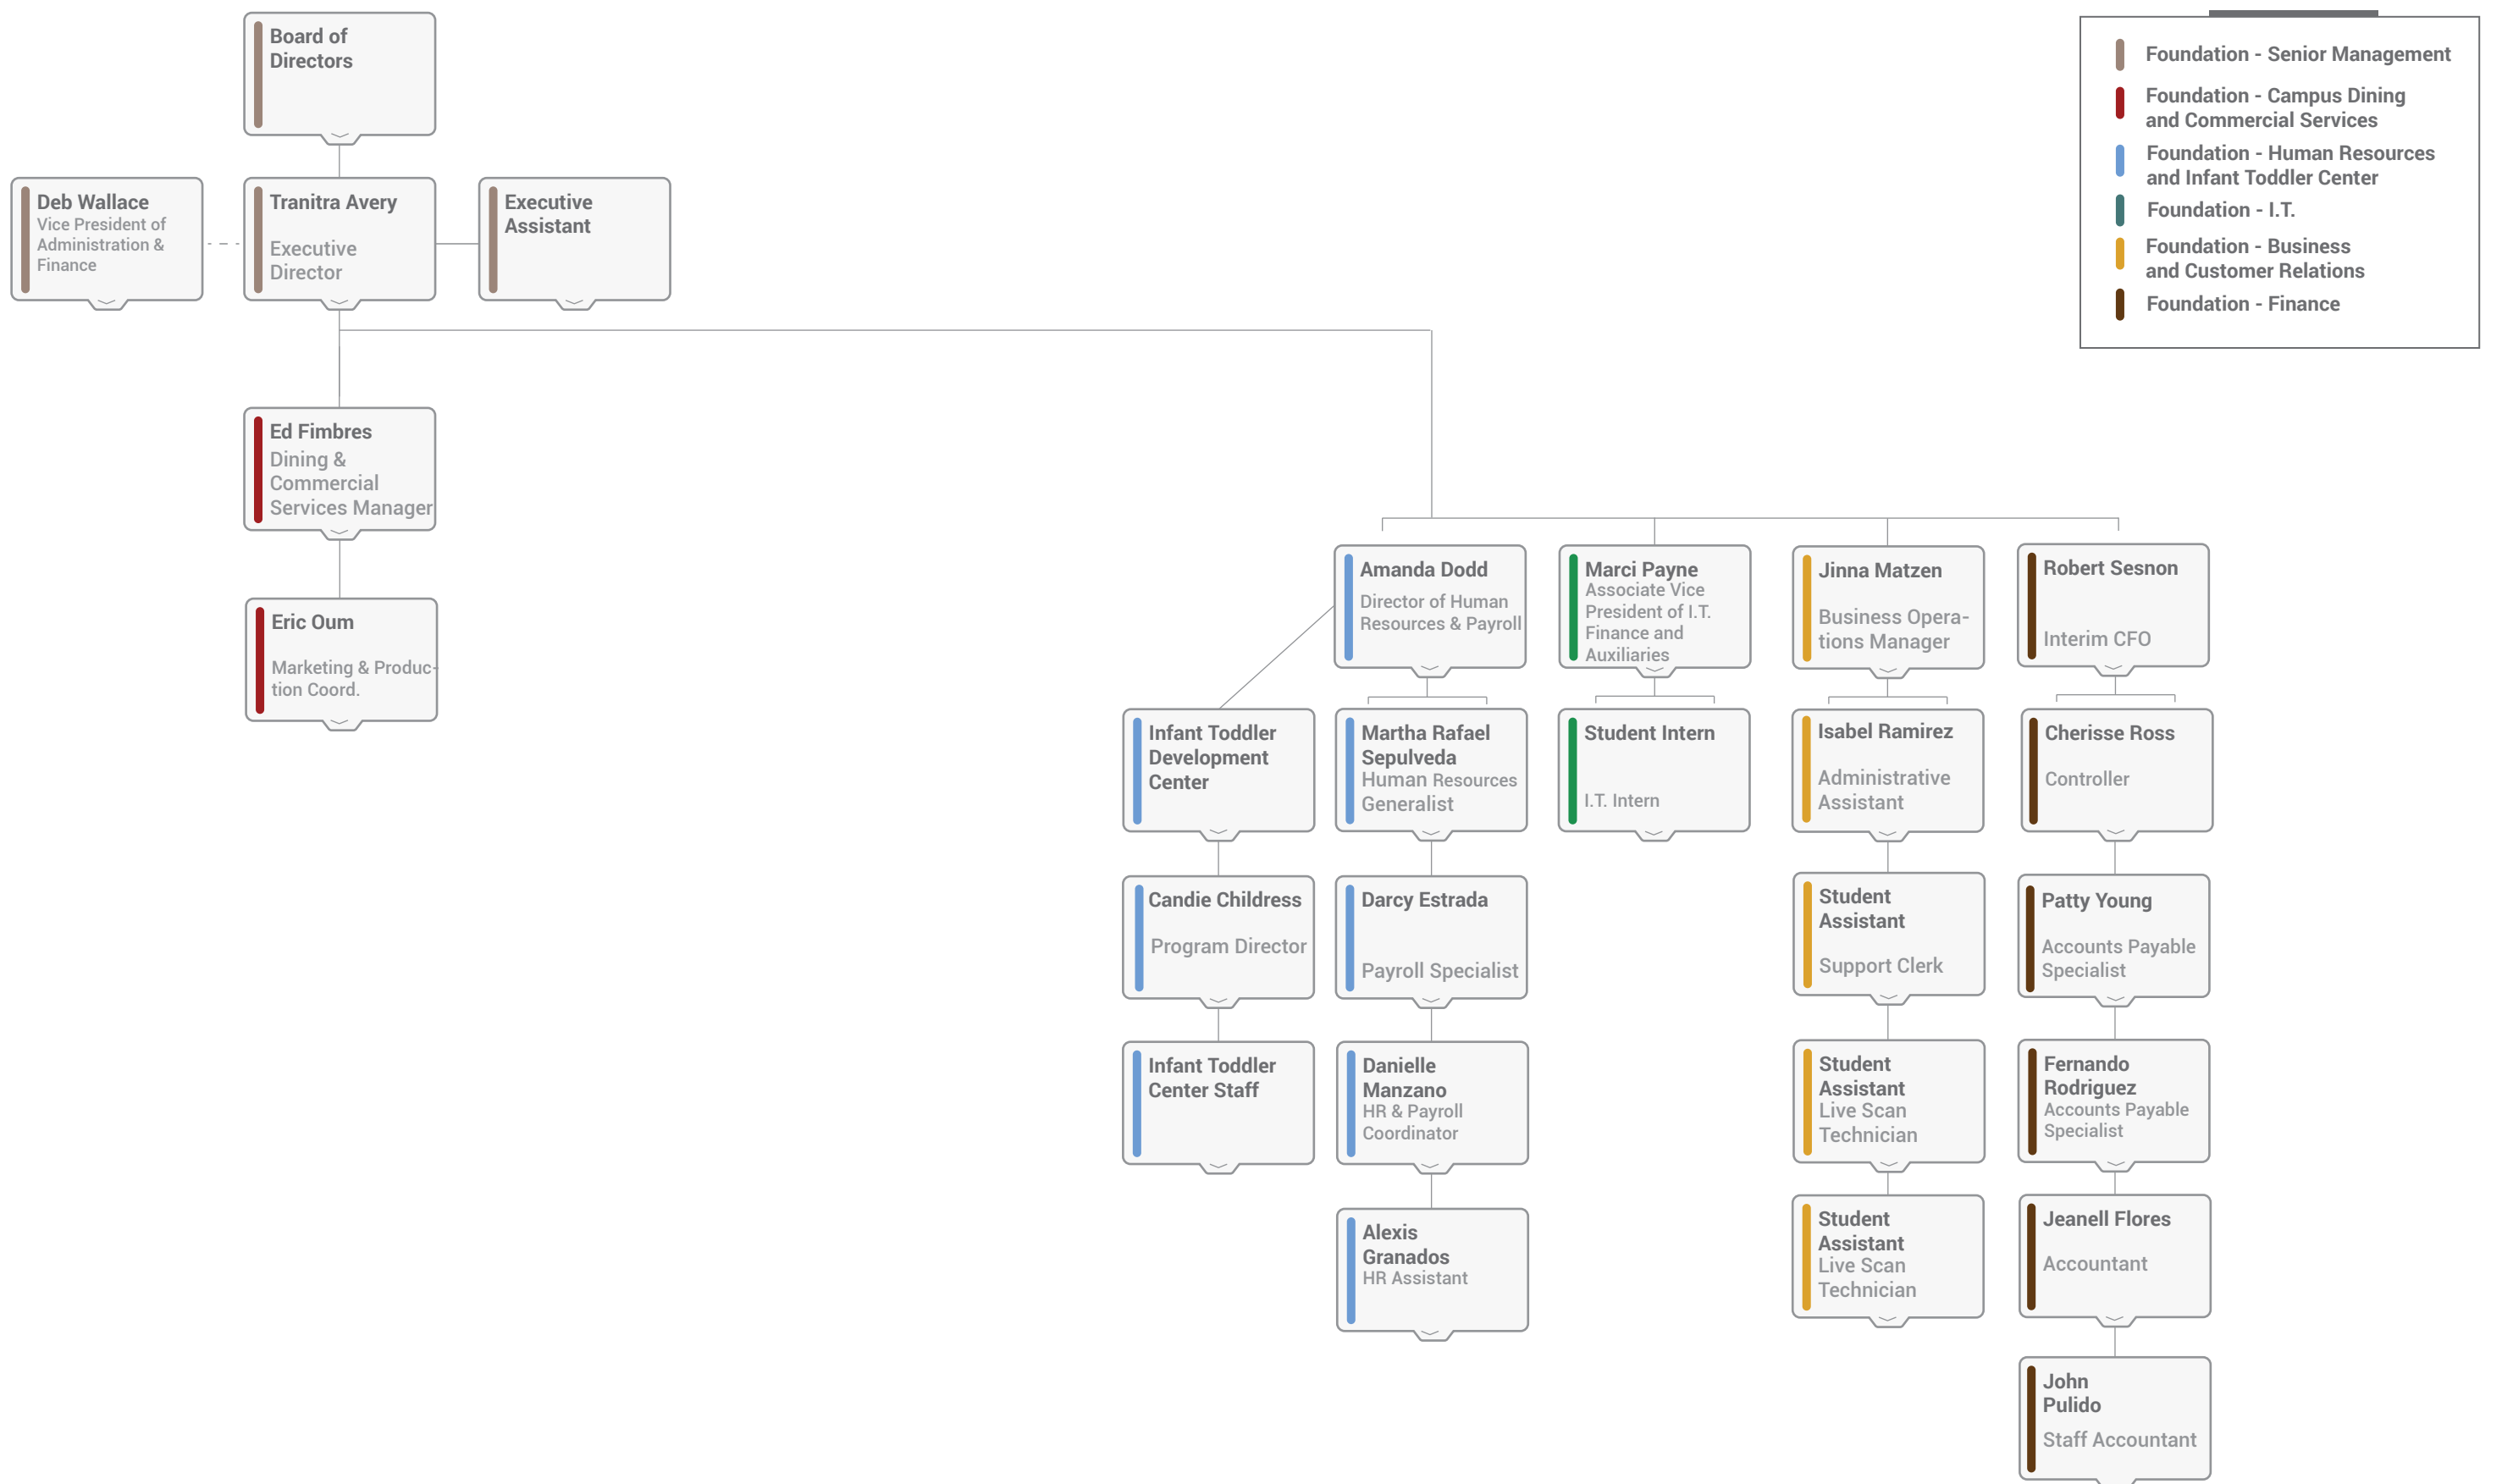 Board of
Directors
Foundation - Senior Management
Foundation - Campus Dining
and Commercial Services
Foundation - Human Resources
and Infant Toddler Center
Foundation - I.T.
Foundation - Business
and Customer Relations
Foundation - Finance
Deb Wallace
Vice President of
Administration &
Finance
Tranitra Avery
Executive
Director
Executive
Assistant
Ed Fimbres
Dining &
Commercial
Services Manager
Eric Oum
Marketing & Produc-
tion Coord.
Amanda Dodd
Director of Human
Resources & Payroll
Marci Payne
Associate Vice
President of I.T.
Finance and
Auxiliaries
Jinna Matzen
Business Opera-
tions Manager
Robert Sesnon
Interim CFO
Infant Toddler
Development
Center
Martha Rafael
Sepulveda
Human Resources
Generalist
Student Intern
I.T. Intern
Isabel Ramirez
Administrative
Assistant
Cherisse Ross
Controller
Candie Childress
Program Director
Darcy Estrada
Payroll Specialist
Student
Assistant
Support Clerk
Patty Young
Accounts Payable
Specialist
Infant Toddler
Center Staff
Danielle
Manzano
HR & Payroll
Coordinator
Student
Assistant
Live Scan
Technician
Fernando
Rodriguez
Accounts Payable
Specialist
Alexis
Granados
HR Assistant
Student
Assistant
Live Scan
Technician
Jeanell Flores
Accountant
John
Pulido
Staff Accountant